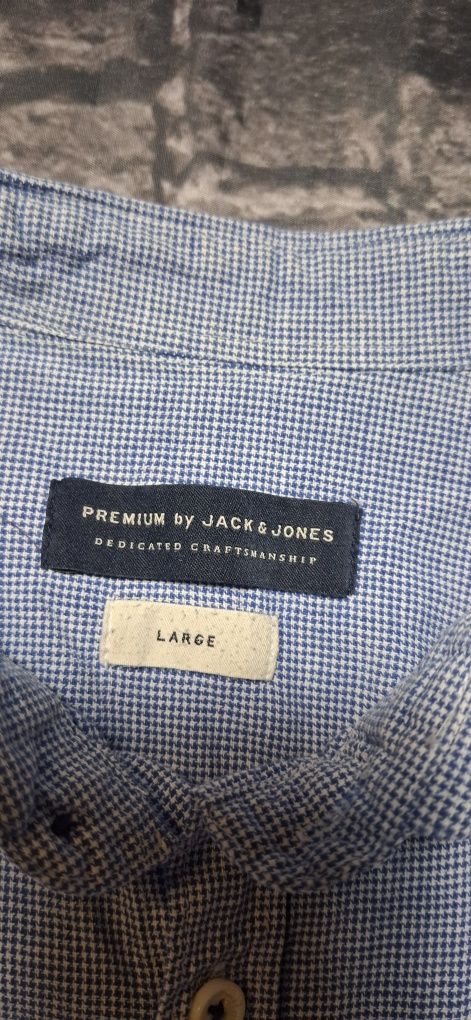 PREMIUM by JACK & JONES
DEDICATED CRAFTSMANSHIP
LARGE